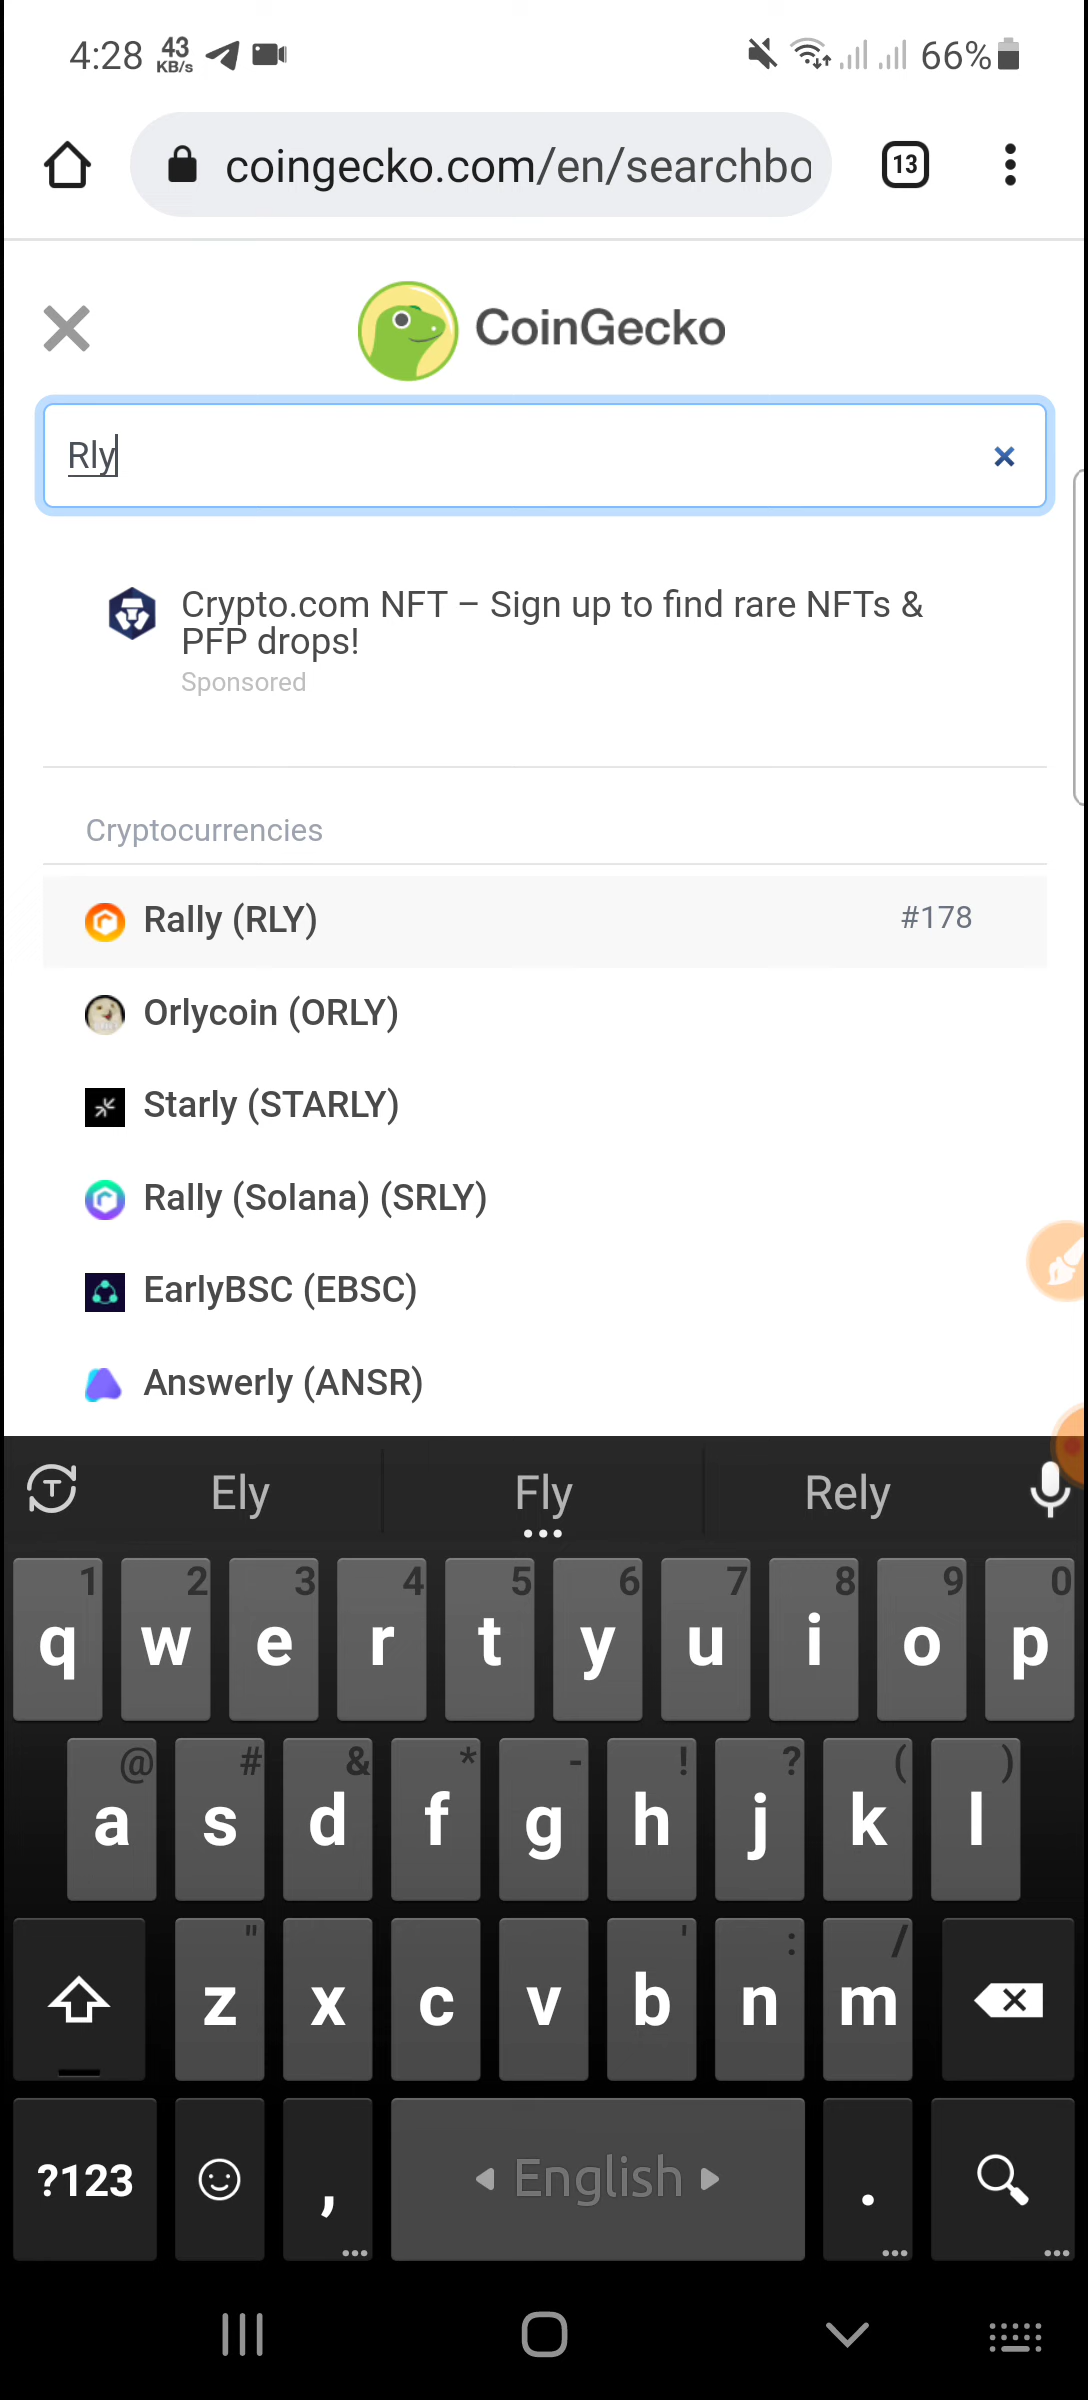 4:28 43 KB/s 66%
coingecko.com/en/searchbo 13
CoinGecko
Rly
Crypto.com NFT – Sign up to find rare NFTs &
PFP drops!
Sponsored
Cryptocurrencies
Rally (RLY) #178
Orlycoin (ORLY)
Starly (STARLY)
Rally (Solana) (SRLY)
EarlyBSC (EBSC)
Answerly (ANSR)
Ely Fly Rely
1 2 3 4 5 6 7 8 9 0
q w e r t y u i o p
@ # & * - ! ? ( )
a s d f g h j k l
" ' : /
z x c v b n m
?123 , English .